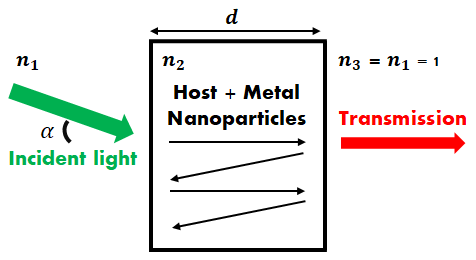 d
n₁
n₂
n₃ = n₁ = 1
Host + Metal
Nanoparticles
α
Incident light
Transmission